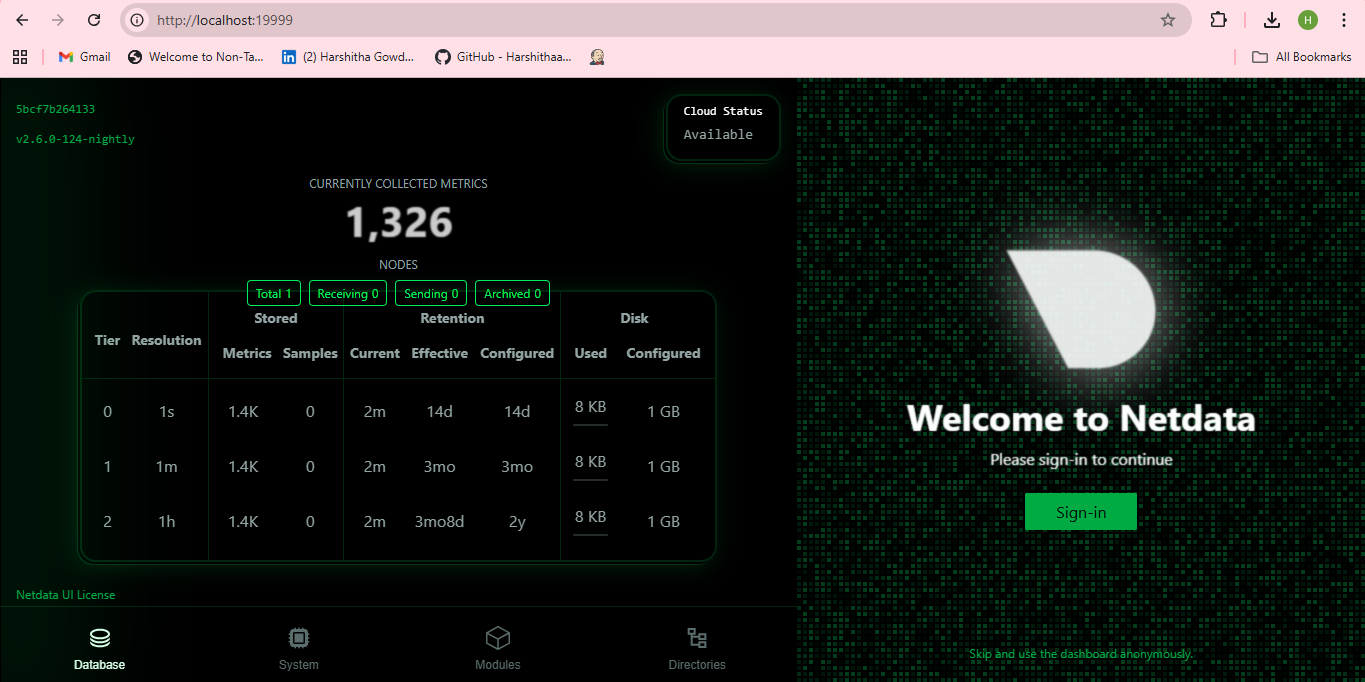 http://localhost:19999
H
Gmail
Welcome to Non-Ta...
(2) Harshitha Gowd...
GitHub - Harshithaa...
All Bookmarks
5bcf7b264133
v2.6.0-124-nightly
Cloud Status
Available
CURRENTLY COLLECTED METRICS
1,326
NODES
Total 1 Receiving 0 Sending 0 Archived 0
Stored Retention Disk
Tier Resolution Metrics Samples Current Effective Configured Used Configured
0 1s 1.4K 0 2m 14d 14d 8 KB 1 GB
1 1m 1.4K 0 2m 3mo 3mo 8 KB 1 GB
2 1h 1.4K 0 2m 3mo8d 2y 8 KB 1 GB
Netdata UI License
Database System Modules Directories
Welcome to Netdata
Please sign-in to continue
Sign-in
Skip and use the dashboard anonymously.